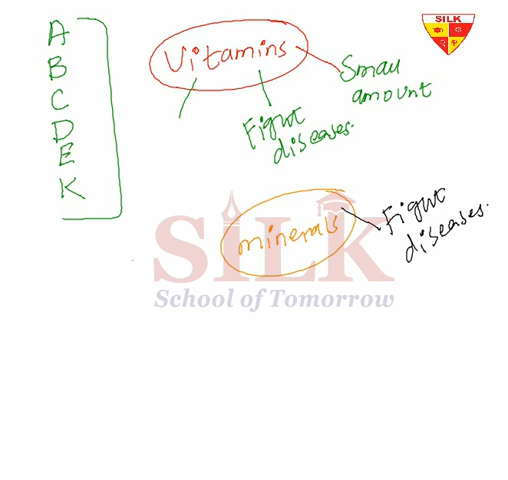 A
B
C
D
E
K
Vitamins
Small
amount
Fight
diseases.
minerals
Fight
diseases.
SILK
SILK
School of Tomorrow